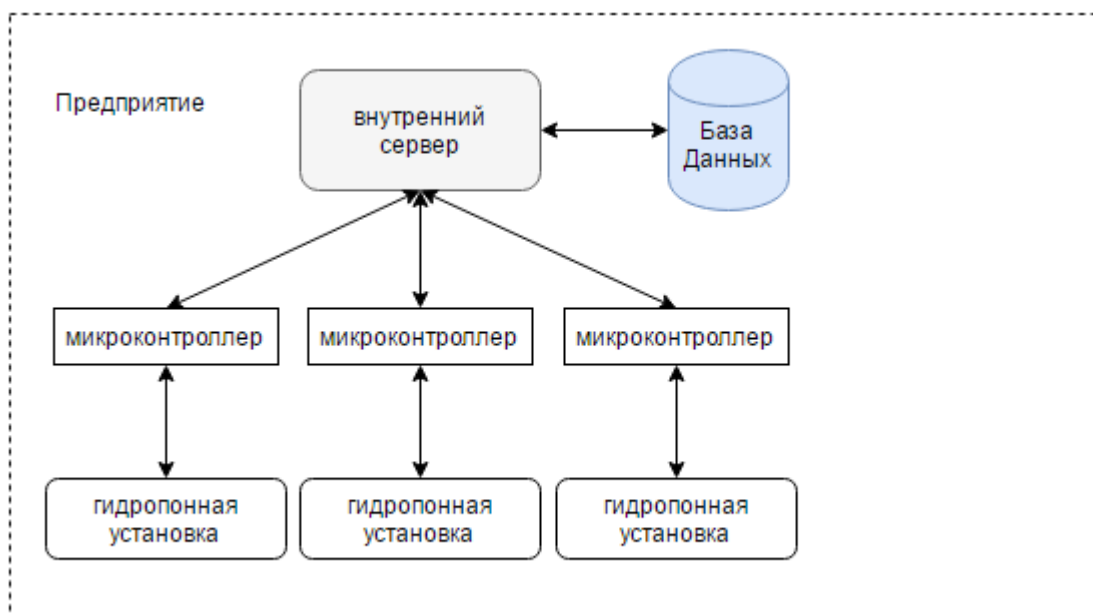 Предприятие
внутренний
сервер
База
Данных
микроконтроллер
микроконтроллер
микроконтроллер
гидропонная
установка
гидропонная
установка
гидропонная
установка